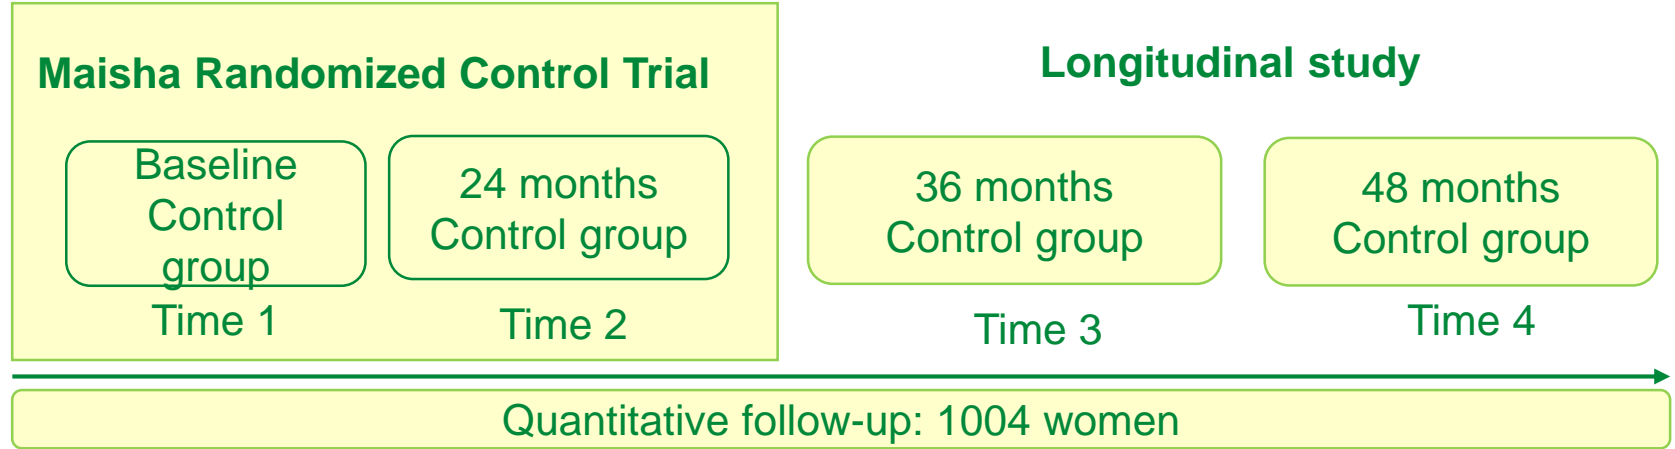 Maisha Randomized Control Trial
Longitudinal study
Baseline
Control
group
24 months
Control group
36 months
Control group
48 months
Control group
Time 1
Time 2
Time 3
Time 4
Quantitative follow-up: 1004 women